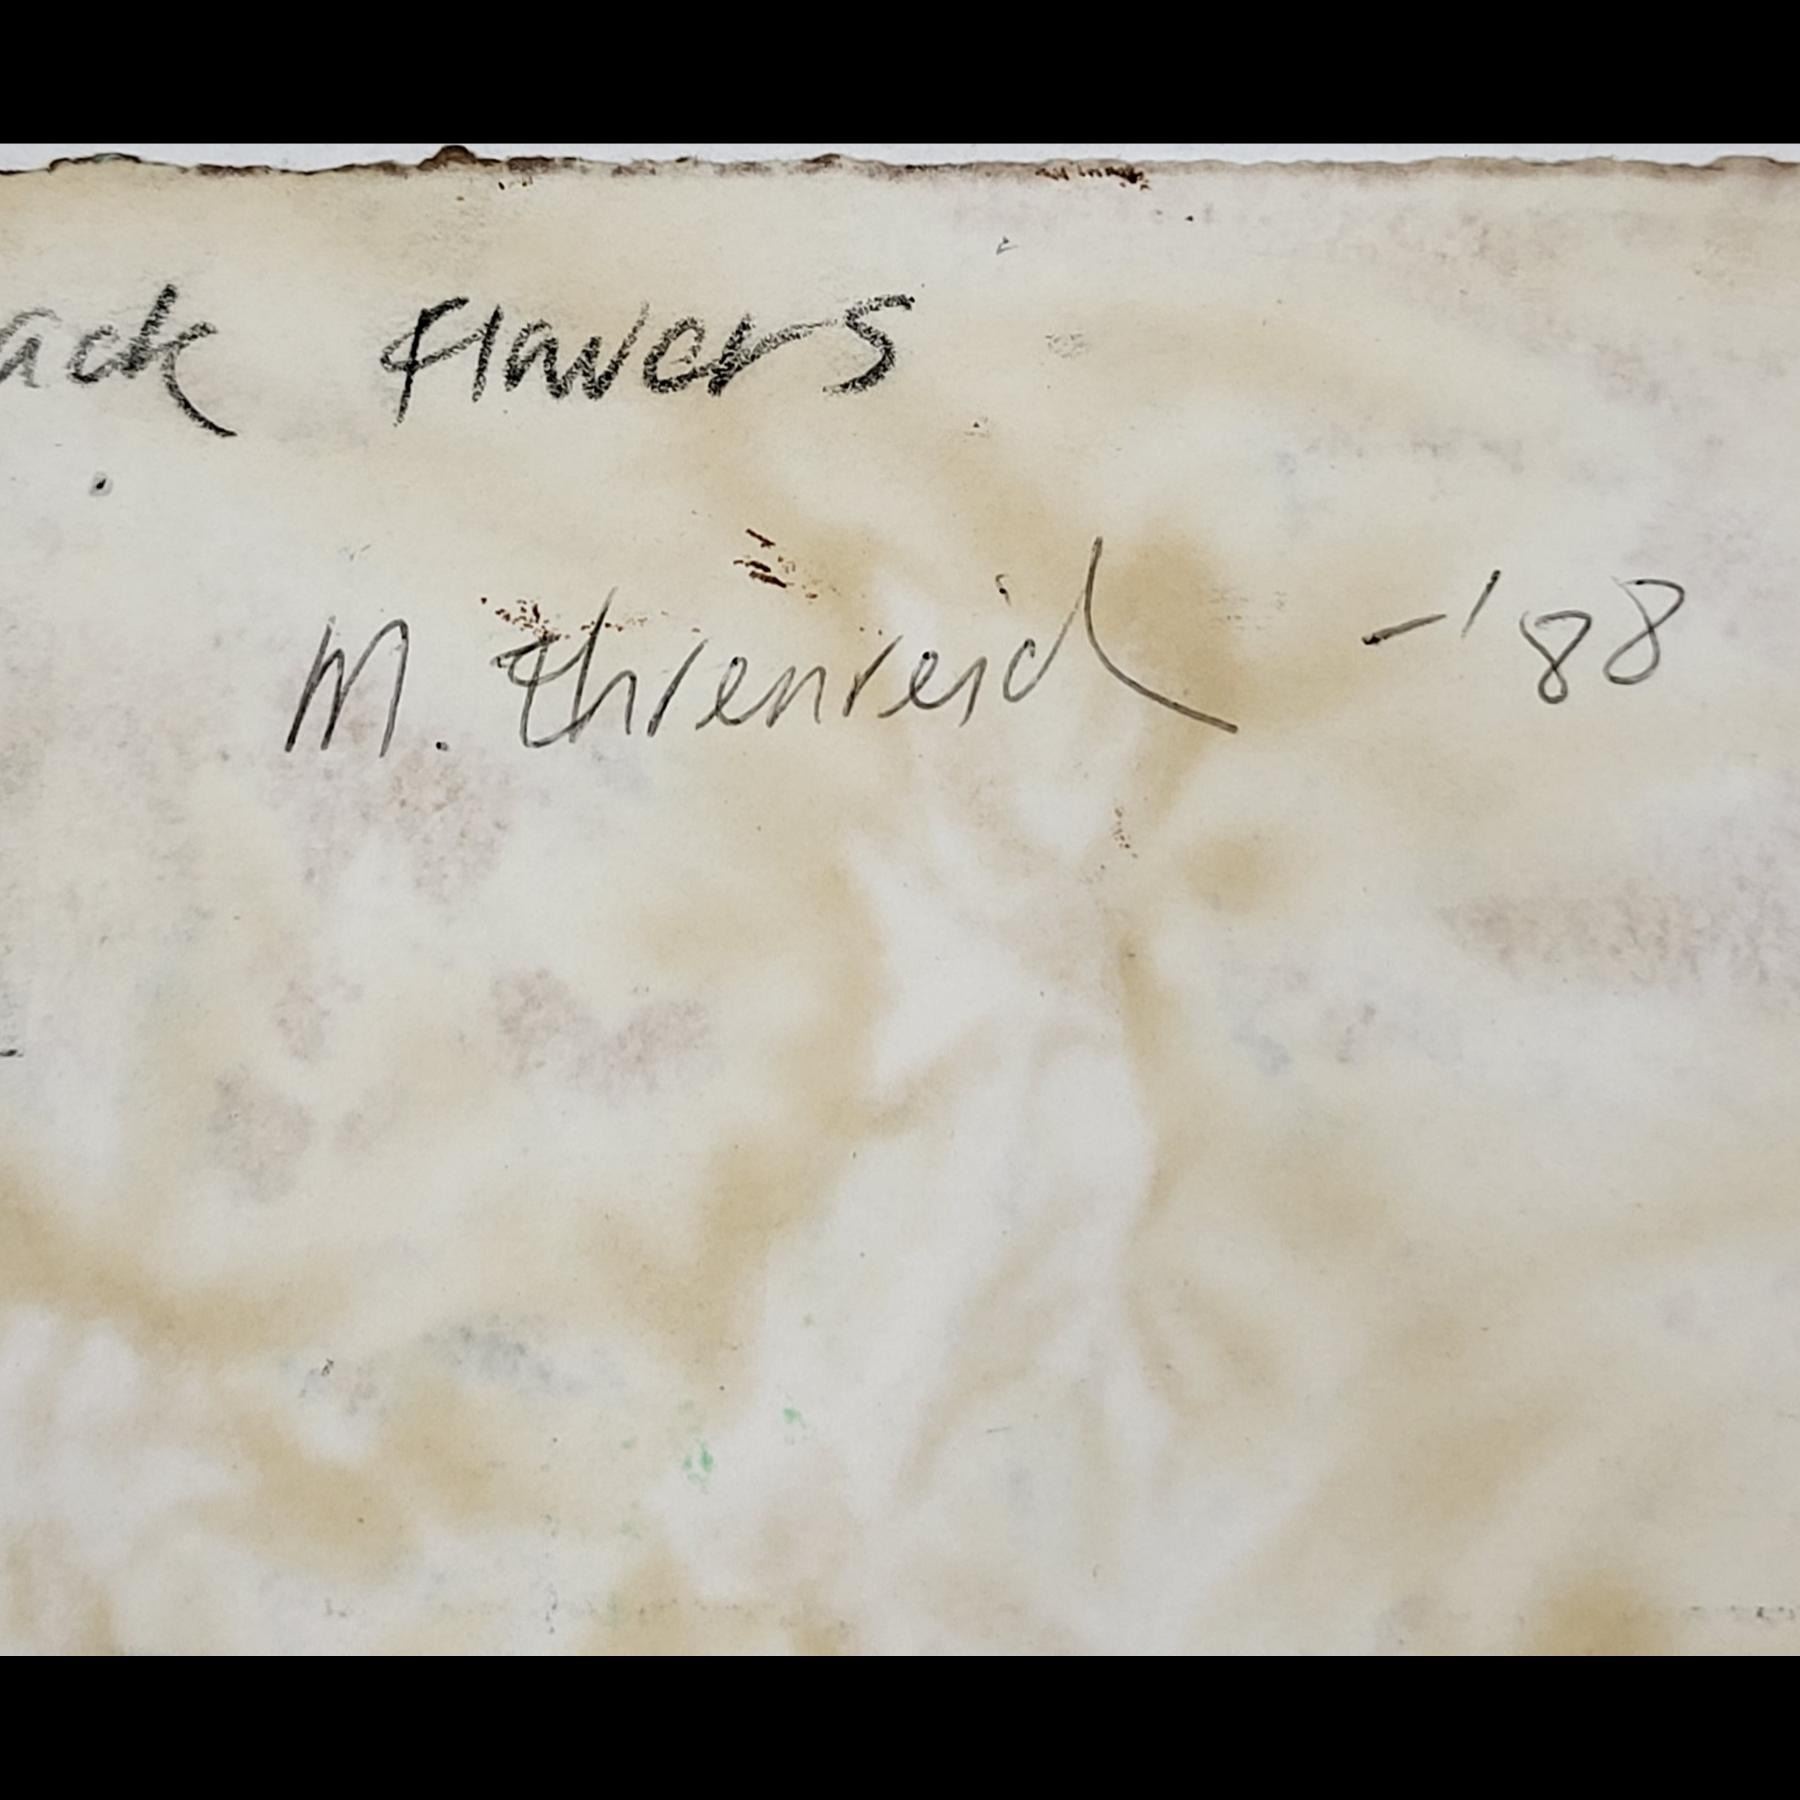 ack flowers
M. Ehrenreich -'88